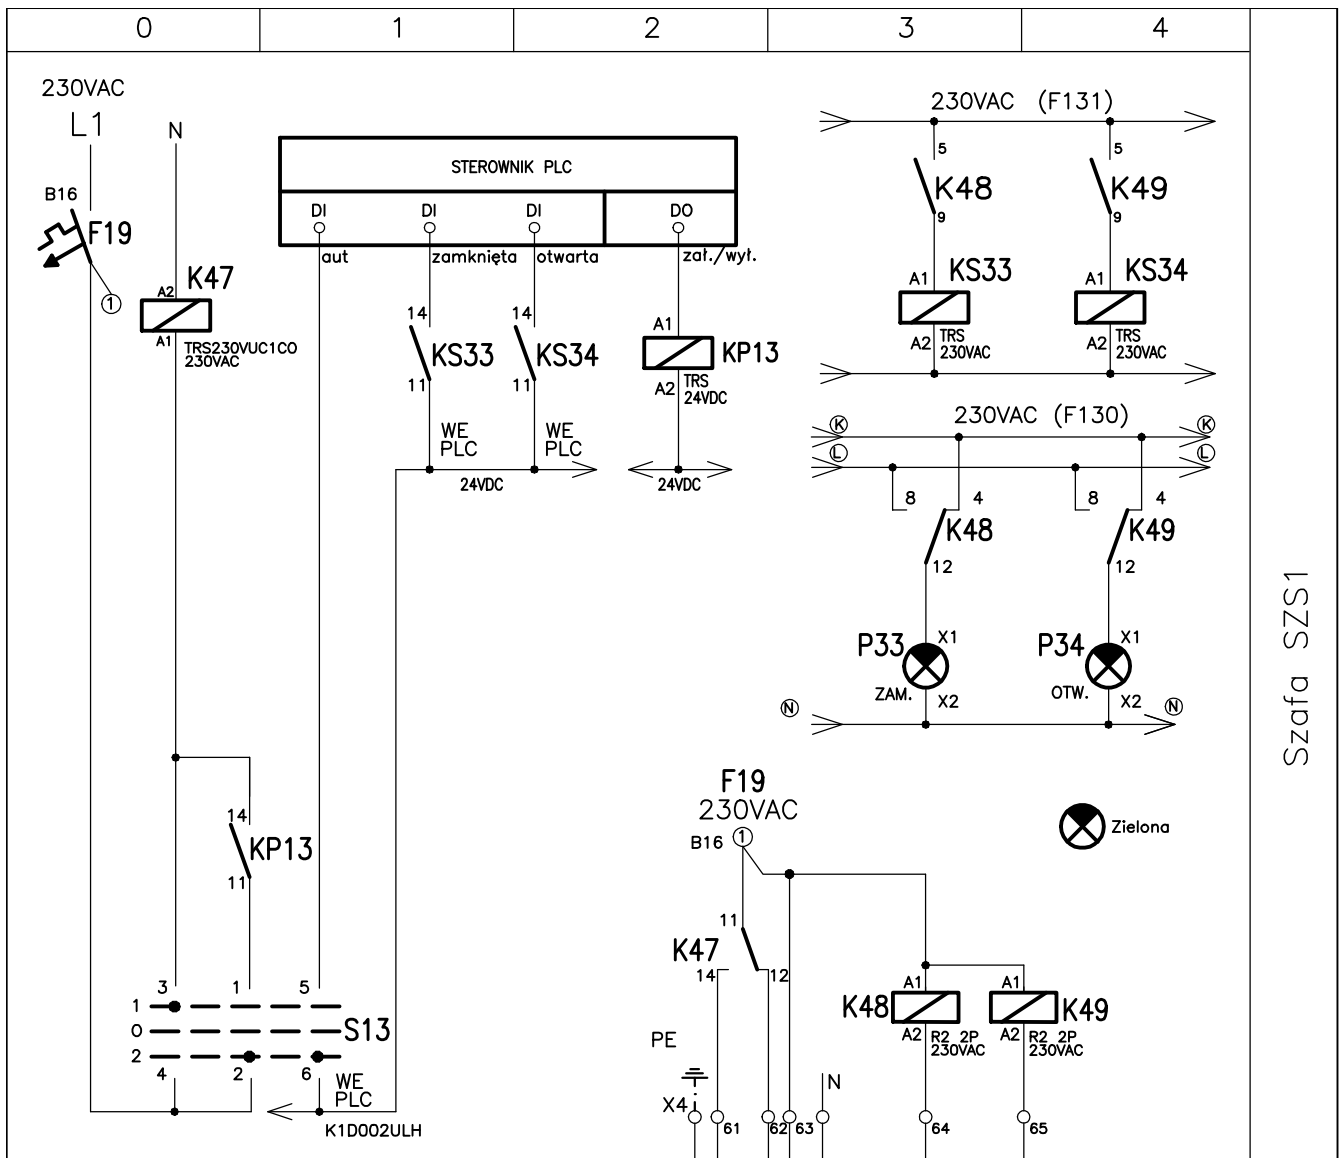 0 1 2 3 4
230VAC
L1
N
B16
F19
1
K47
A2
A1
TRS230VUC1CO
230VAC
STEROWNIK PLC
DI DI DI DO
aut zamknięta otwarta zał./wył.
14 14
KS33 KS34
11 11
A1
KP13
A2 TRS
24VDC
WE
PLC
WE
PLC
24VDC 24VDC
230VAC (F131)
5 5
K48 K49
9 9
A1 KS33 A1 KS34
A2 TRS
230VAC
A2 TRS
230VAC
230VAC (F130)
K K
L L
8 4 8 4
K48 K49
12 12
P33 X1 P34 X1
ZAM. X2 OTW. X2
N N
Zielona
Szafa SZS1
14
KP13
11
3 1 5
1
0 S13
2
4 2 6
WE
PLC
K1D002ULH
F19
230VAC
B16 1
11
K47
14 12
A1 A1
K48 K49
A2 R2 2P
230VAC
A2 R2 2P
230VAC
PE
N
X4
61 62 63 64 65